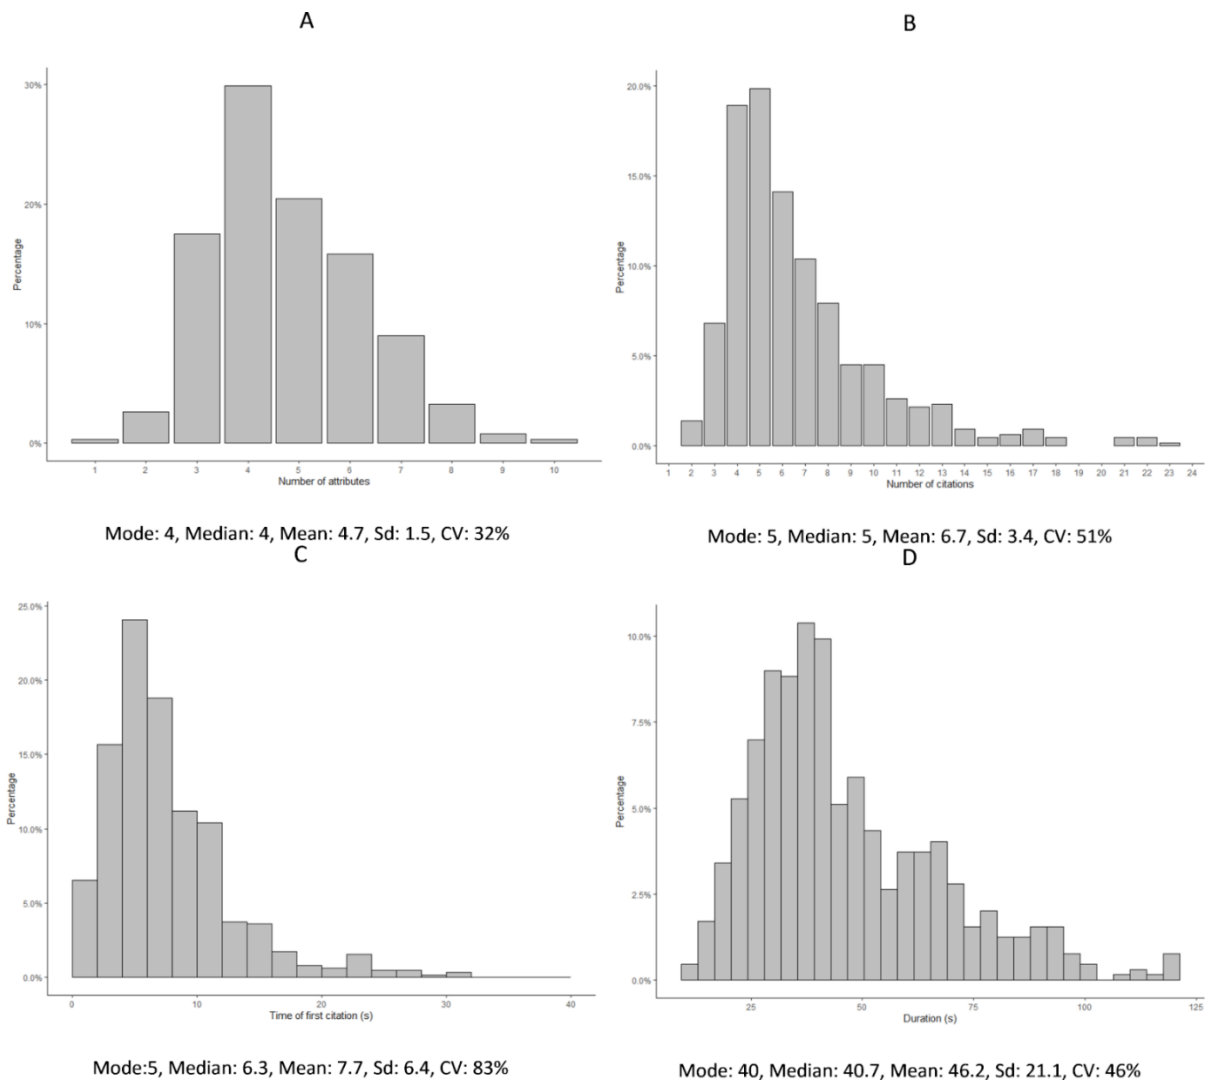 A
30%
20%
10%
0%
Percentage
1 2 3 4 5 6 7 8 9 10
Number of attributes
Mode: 4, Median: 4, Mean: 4.7, Sd: 1.5, CV: 32%
B
20.0%
15.0%
10.0%
5.0%
0.0%
Percentage
1 2 3 4 5 6 7 8 9 10 11 12 13 14 15 16 17 18 19 20 21 22 23 24
Number of citations
Mode: 5, Median: 5, Mean: 6.7, Sd: 3.4, CV: 51%
C
25.0%
20.0%
15.0%
10.0%
5.0%
0.0%
Percentage
0 10 20 30 40
Time of first citation (s)
Mode:5, Median: 6.3, Mean: 7.7, Sd: 6.4, CV: 83%
D
10.0%
7.5%
5.0%
2.5%
0.0%
Percentage
25 50 75 100 125
Duration (s)
Mode: 40, Median: 40.7, Mean: 46.2, Sd: 21.1, CV: 46%